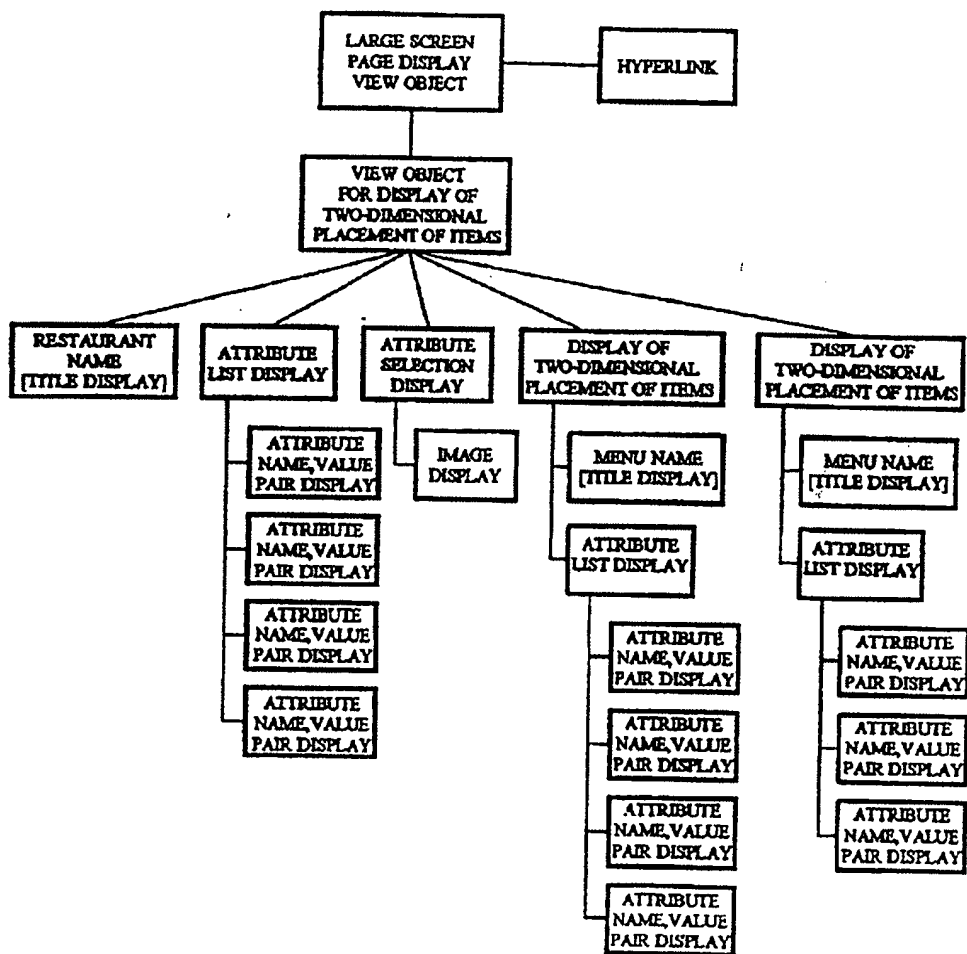 LARGE SCREEN
PAGE DISPLAY
VIEW OBJECT
HYPERLINK
VIEW OBJECT
FOR DISPLAY OF
TWO-DIMENSIONAL
PLACEMENT OF ITEMS
RESTAURANT
NAME
[TITLE DISPLAY]
ATTRIBUTE
LIST DISPLAY
ATTRIBUTE
NAME,VALUE
PAIR DISPLAY
ATTRIBUTE
NAME,VALUE
PAIR DISPLAY
ATTRIBUTE
NAME,VALUE
PAIR DISPLAY
ATTRIBUTE
NAME,VALUE
PAIR DISPLAY
ATTRIBUTE
SELECTION
DISPLAY
IMAGE
DISPLAY
DISPLAY OF
TWO-DIMENSIONAL
PLACEMENT OF ITEMS
MENU NAME
[TITLE DISPLAY]
ATTRIBUTE
LIST DISPLAY
ATTRIBUTE
NAME,VALUE
PAIR DISPLAY
ATTRIBUTE
NAME,VALUE
PAIR DISPLAY
ATTRIBUTE
NAME,VALUE
PAIR DISPLAY
ATTRIBUTE
NAME,VALUE
PAIR DISPLAY
DISPLAY OF
TWO-DIMENSIONAL
PLACEMENT OF ITEMS
MENU NAME
[TITLE DISPLAY]
ATTRIBUTE
LIST DISPLAY
ATTRIBUTE
NAME,VALUE
PAIR DISPLAY
ATTRIBUTE
NAME,VALUE
PAIR DISPLAY
ATTRIBUTE
NAME,VALUE
PAIR DISPLAY